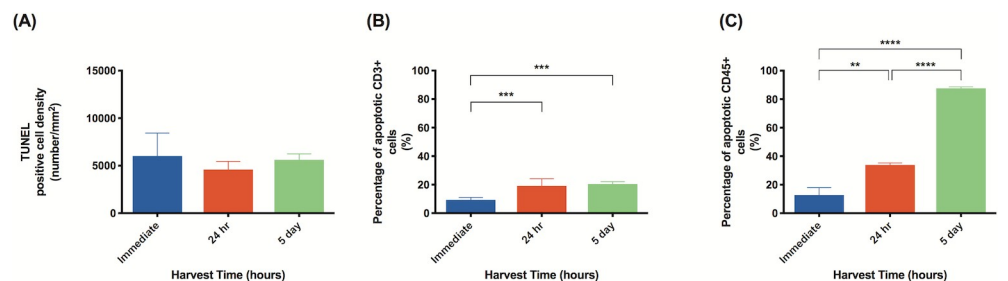 (A)
TUNEL
positive cell density
(number/mm²)
15000
10000
5000
0
Immediate
24 hr
5 day
Harvest Time (hours)
(B)
Percentage of apoptotic CD3+
cells
(%)
100
80
60
40
20
0
***
***
Immediate
24 hr
5 day
Harvest Time (hours)
(C)
Percentage of apoptotic CD45+
cells
(%)
100
80
60
40
20
0
****
**
****
Immediate
24 hr
5 day
Harvest Time (hours)